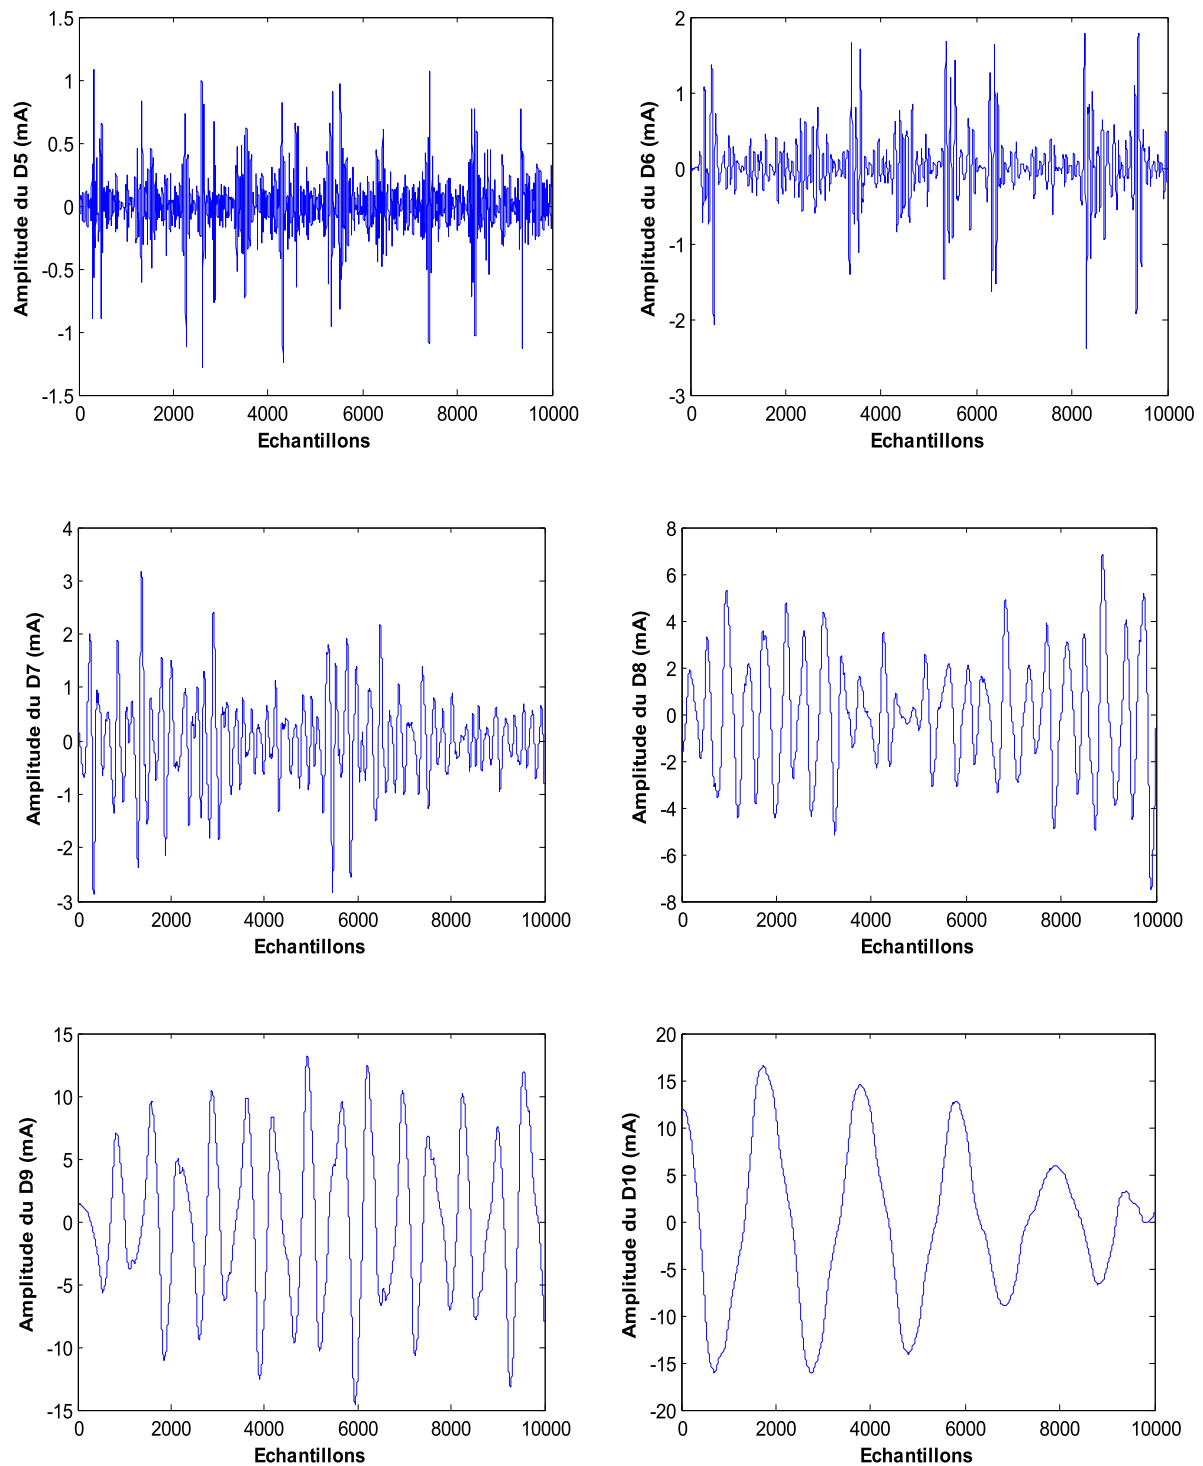 Amplitude du D5 (mA)
1.5
1
0.5
0
-0.5
-1
-1.5
0 2000 4000 6000 8000 10000
Echantillons
Amplitude du D6 (mA)
2
1
0
-1
-2
-3
0 2000 4000 6000 8000 10000
Echantillons
Amplitude du D7 (mA)
4
3
2
1
0
-1
-2
-3
0 2000 4000 6000 8000 10000
Echantillons
Amplitude du D8 (mA)
8
6
4
2
0
-2
-4
-6
-8
0 2000 4000 6000 8000 10000
Echantillons
Amplitude du D9 (mA)
15
10
5
0
-5
-10
-15
0 2000 4000 6000 8000 10000
Echantillons
Amplitude du D10 (mA)
20
15
10
5
0
-5
-10
-15
-20
0 2000 4000 6000 8000 10000
Echantillons